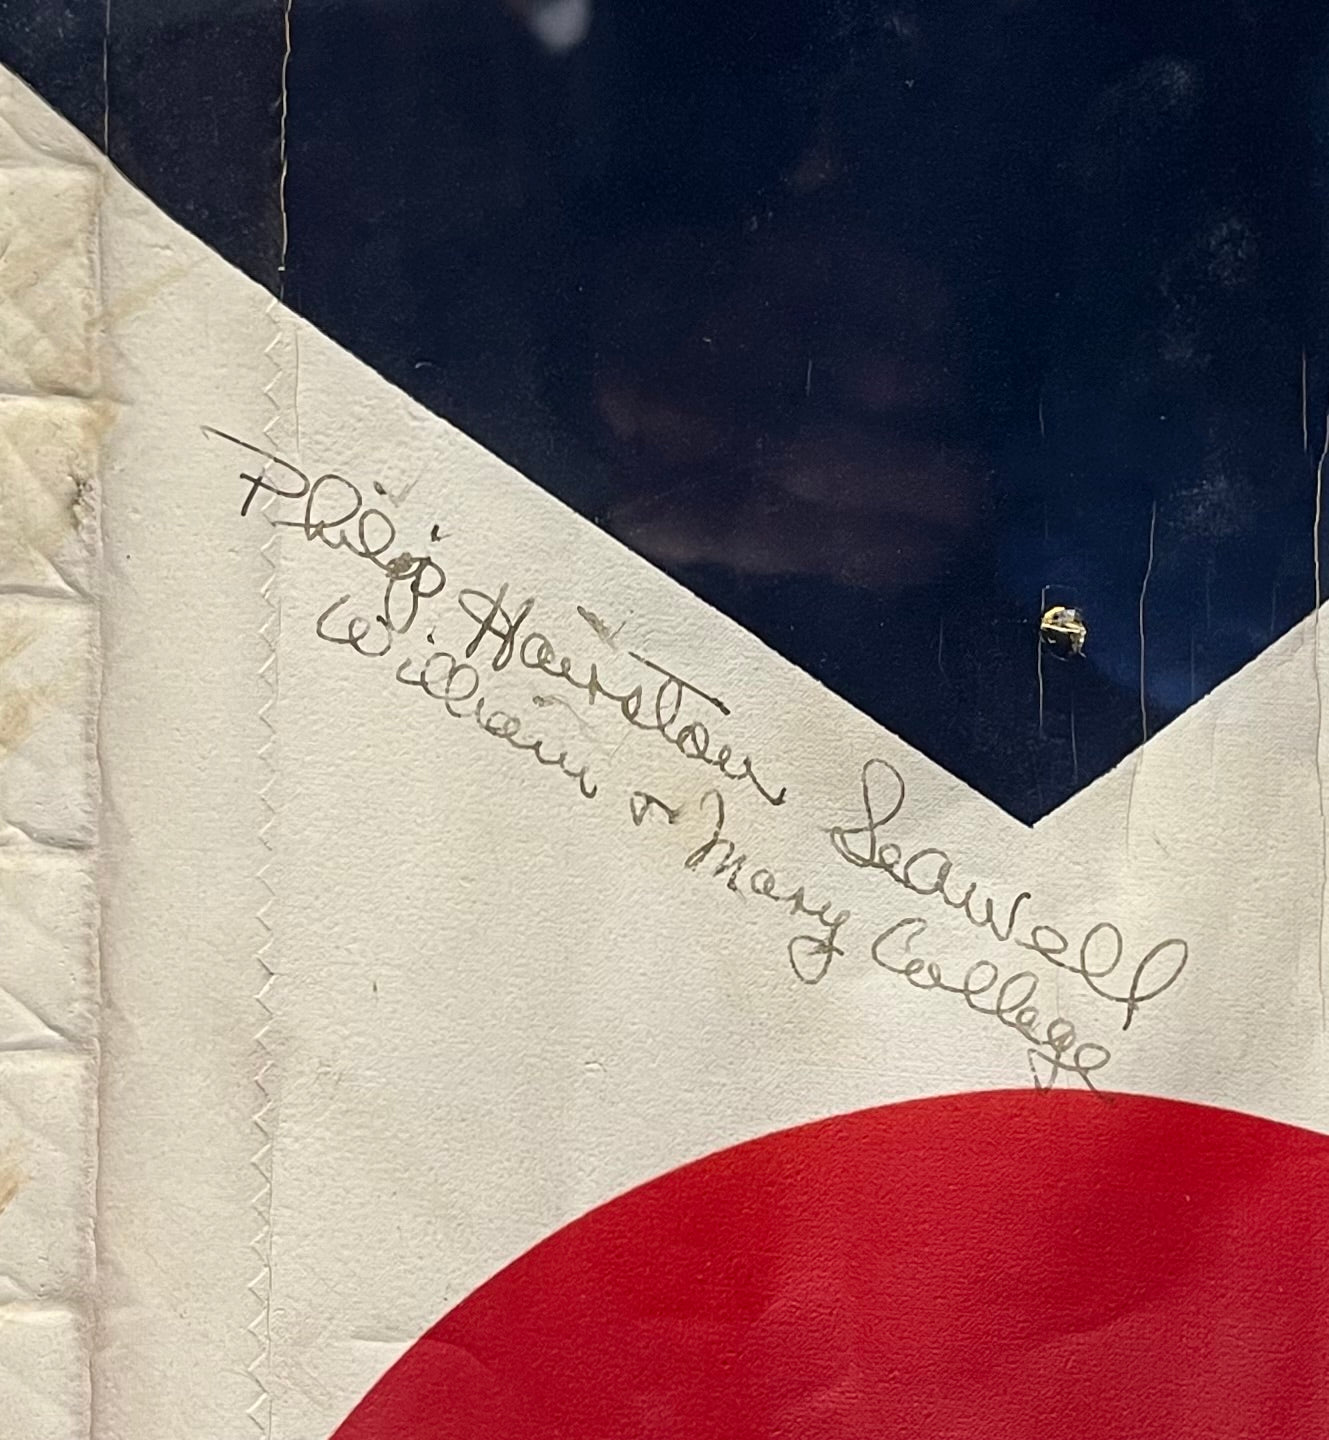 Philip Hairston Seawell
William & Mary College